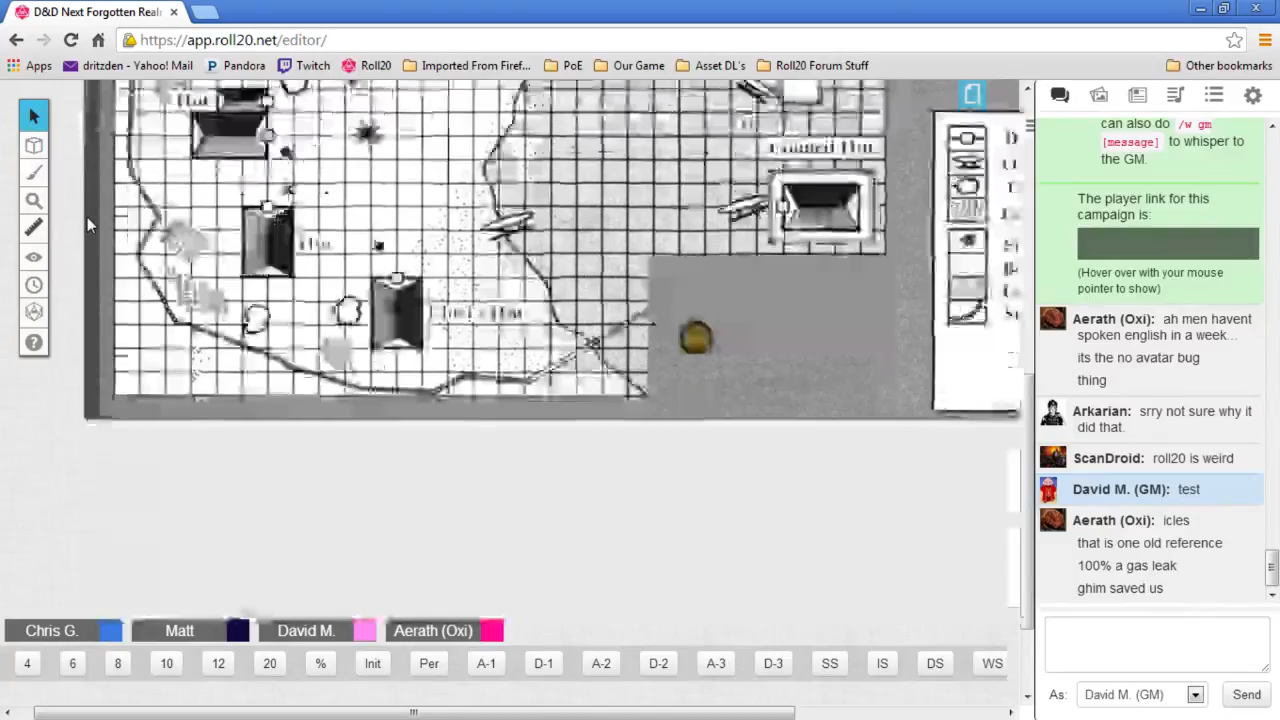 D&D Next Forgotten Real
https://app.roll20.net/editor/
Apps
dritzden - Yahoo! Mail
Pandora
Twitch
Roll20
Imported From Firef...
PoE
Our Game
Asset DL's
Roll20 Forum Stuff
Other bookmarks
can also do /w gm
[message] to whisper to
the GM.
The player link for this
campaign is:
(Hover over with your mouse
pointer to show)
Aerath (Oxi): ah men havent
spoken english in a week...
its the no avatar bug
thing
Arkarian: srry not sure why it
did that.
ScanDroid: roll20 is weird
David M. (GM): test
Aerath (Oxi): icles
that is one old reference
100% a gas leak
ghim saved us
Chris G.
Matt
David M.
Aerath (Oxi)
4
6
8
10
12
20
%
Init
Per
A-1
D-1
A-2
D-2
A-3
D-3
SS
IS
DS
WS
As:
David M. (GM)
Send